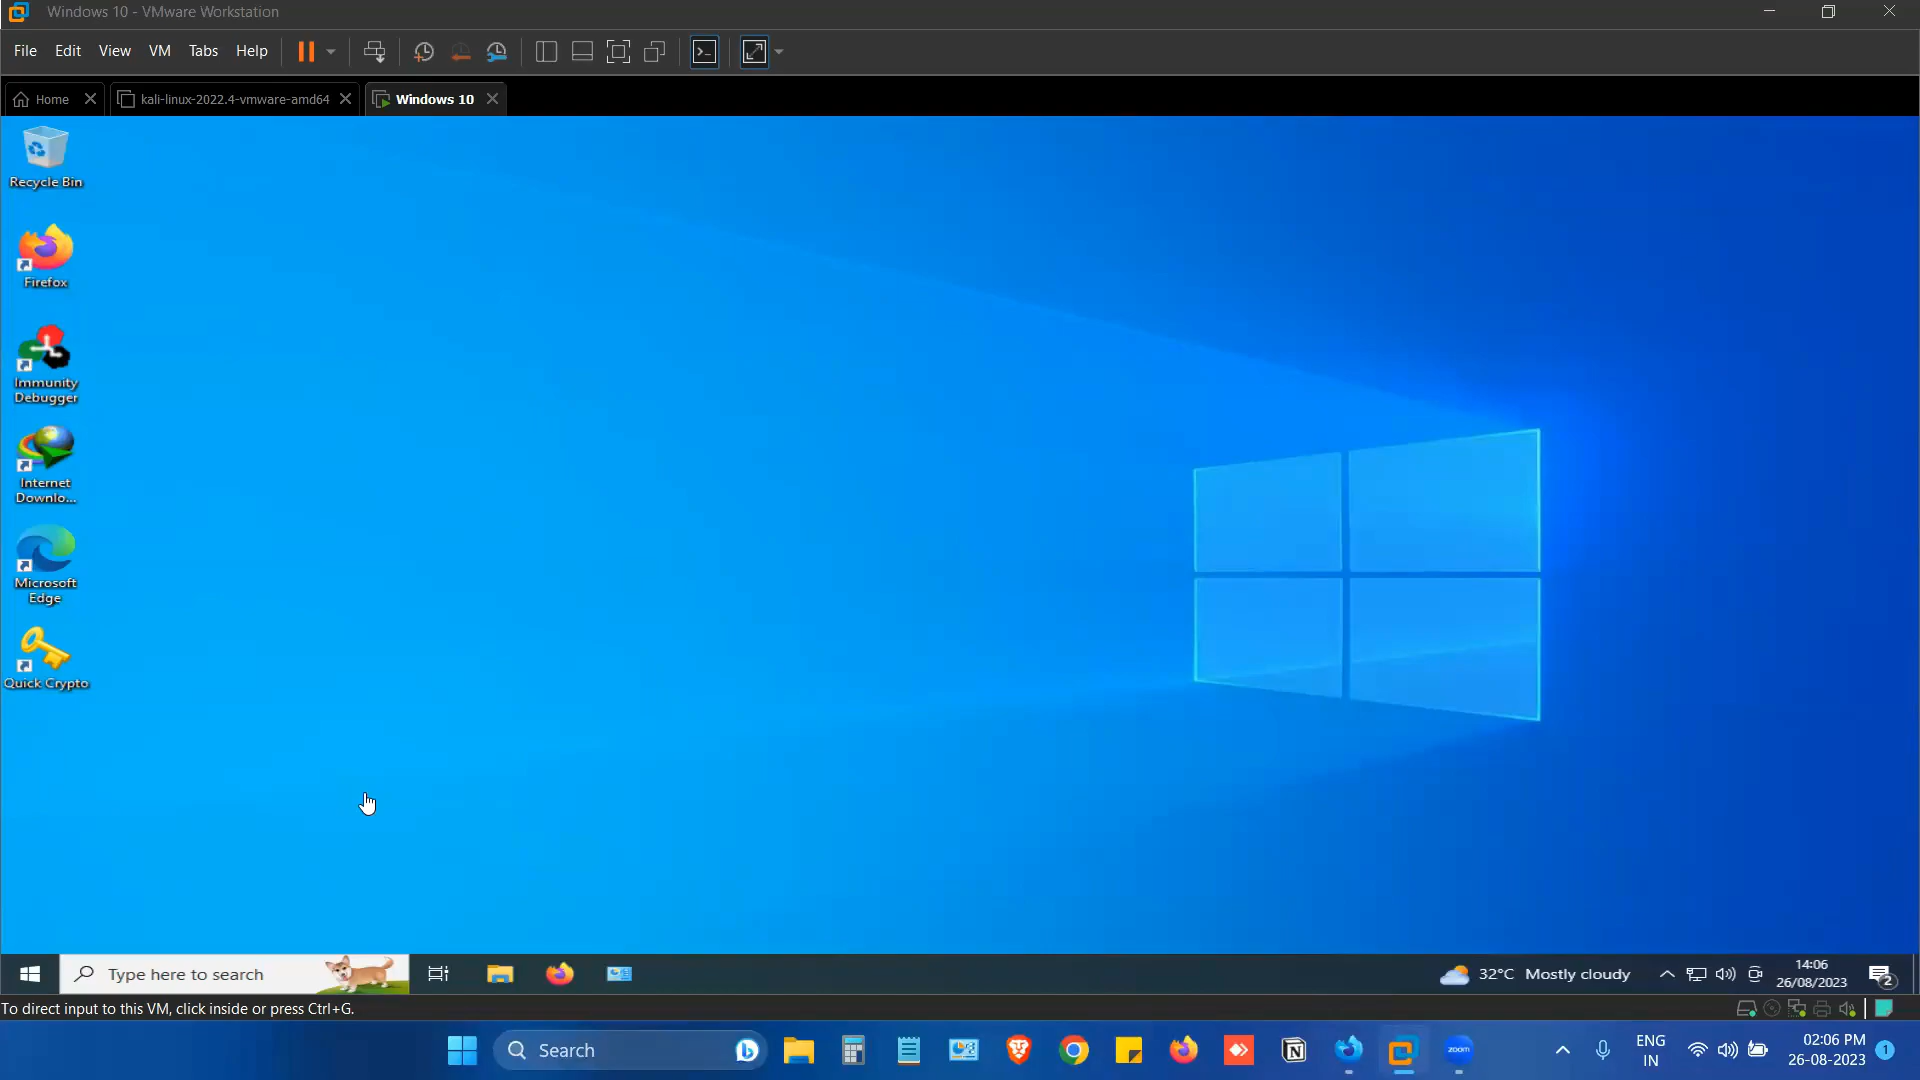 Windows 10 - VMware Workstation
File Edit View VM Tabs Help
Home kali-linux-2022.4-vmware-amd64 Windows 10
Recycle Bin
Firefox
Immunity
Debugger
Internet
Downlo...
Microsoft
Edge
Quick Crypto
Type here to search
32°C Mostly cloudy
14:06
26/08/2023
2
To direct input to this VM, click inside or press Ctrl+G.
Search
zoom
ENG
IN
02:06 PM
26-08-2023
1